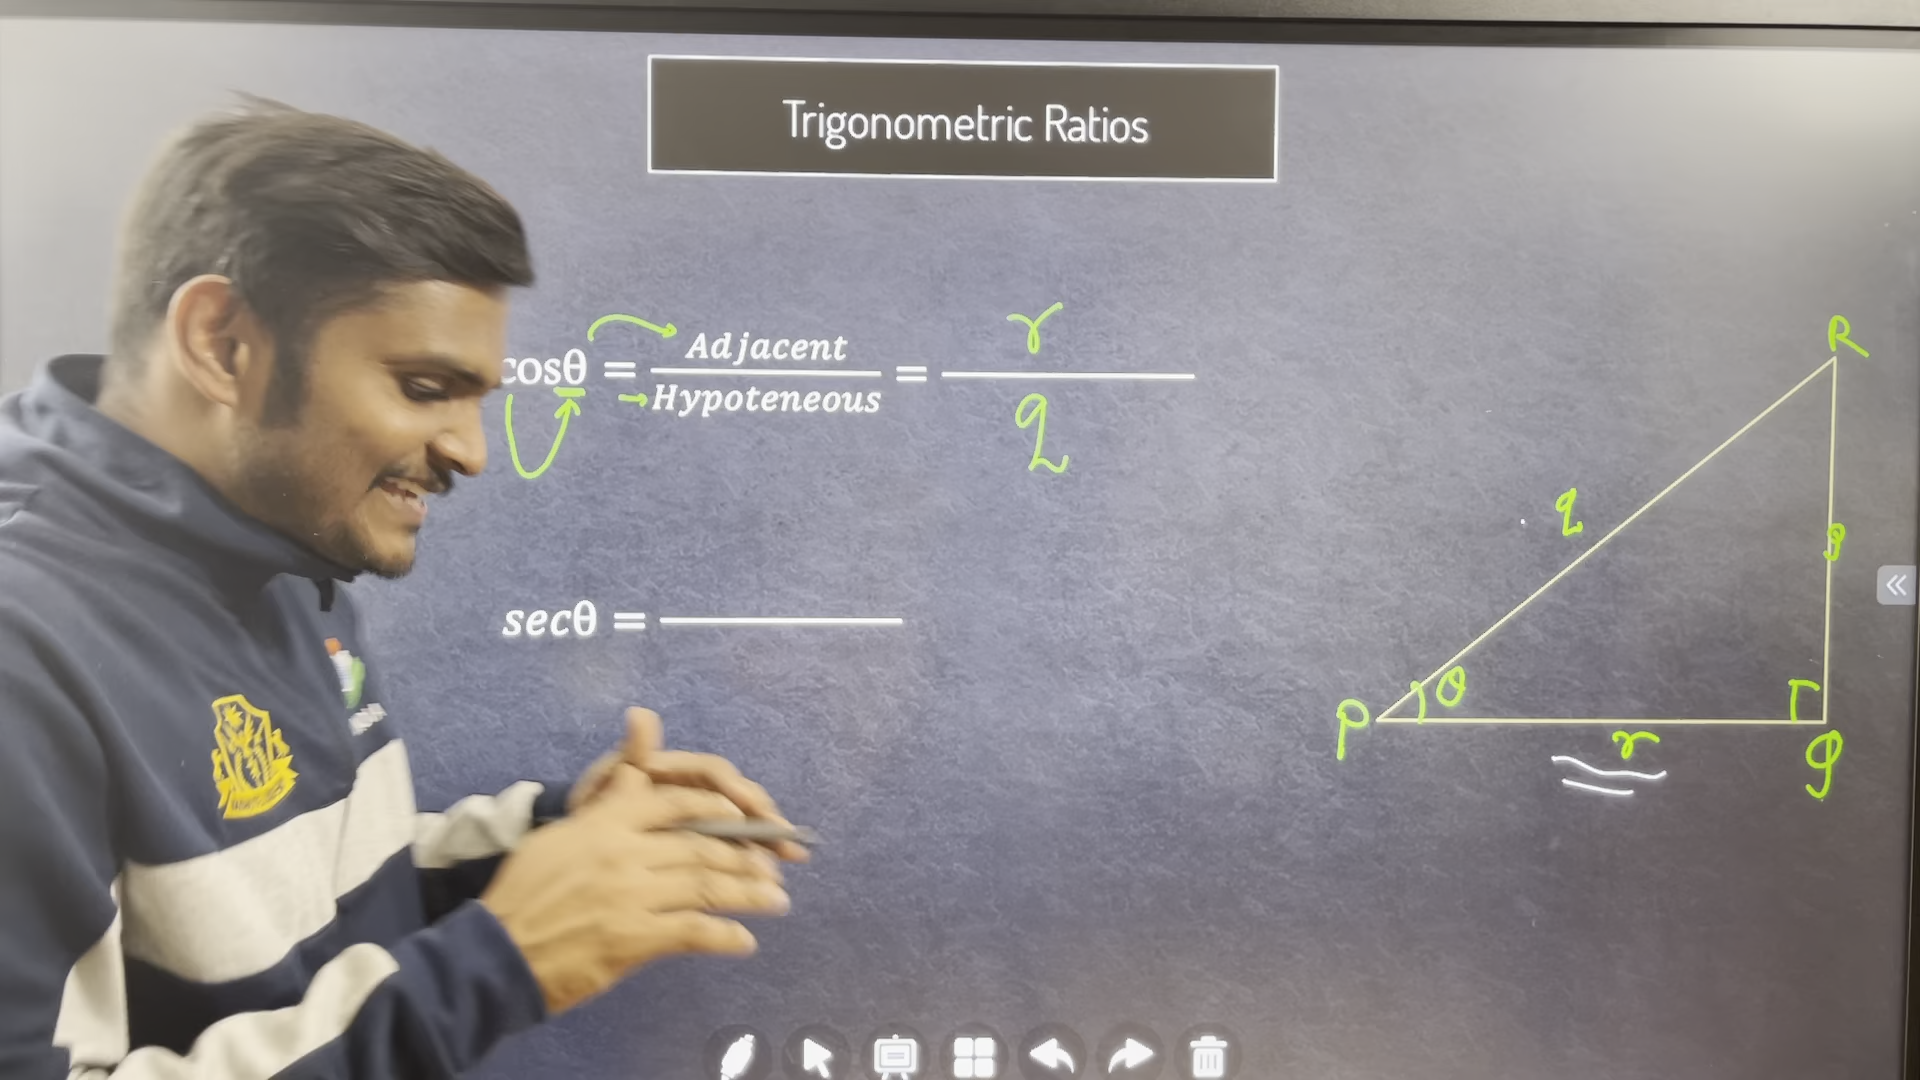 Trigonometric Ratios
cosθ = Adjacent / Hypoteneous = r / q
secθ =
R
q
P
θ
r
Q